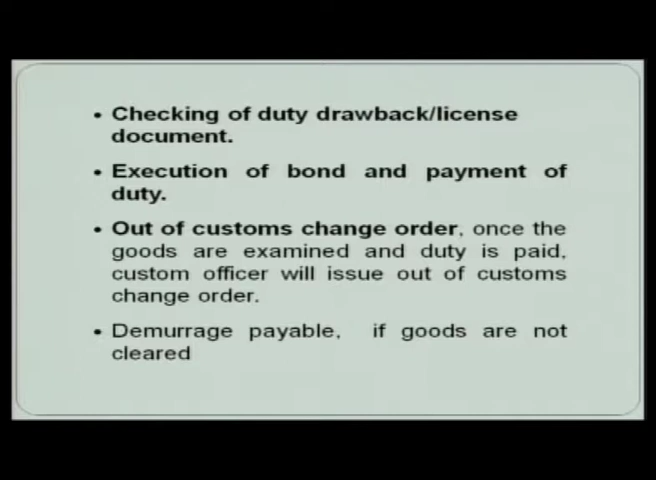 • Checking of duty drawback/license
document.
• Execution of bond and payment of
duty.
• Out of customs change order, once the
goods are examined and duty is paid,
custom officer will issue out of customs
change order.
• Demurrage payable, if goods are not
cleared